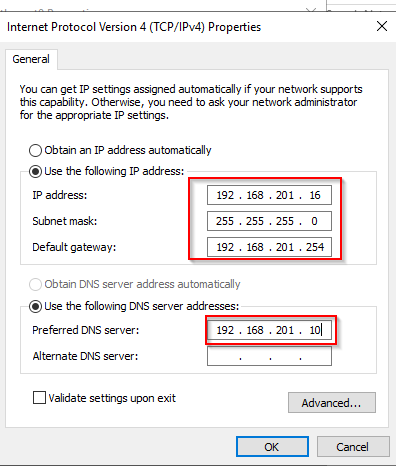 Internet Protocol Version 4 (TCP/IPv4) Properties
General
You can get IP settings assigned automatically if your network supports
this capability. Otherwise, you need to ask your network administrator
for the appropriate IP settings.
Obtain an IP address automatically
Use the following IP address:
IP address: 192 . 168 . 201 . 16
Subnet mask: 255 . 255 . 255 . 0
Default gateway: 192 . 168 . 201 . 254
Obtain DNS server address automatically
Use the following DNS server addresses:
Preferred DNS server: 192 . 168 . 201 . 10
Alternate DNS server: . . .
Validate settings upon exit
Advanced...
OK Cancel